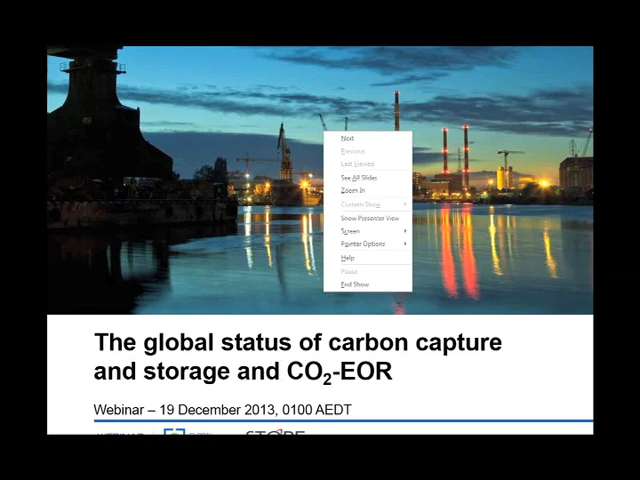 Next
Previous
Last Viewed
See All Slides
Zoom In
Custom Show
Show Presenter View
Screen
Pointer Options
Help
Pause
End Show
The global status of carbon capture
and storage and CO₂-EOR
Webinar – 19 December 2013, 0100 AEDT